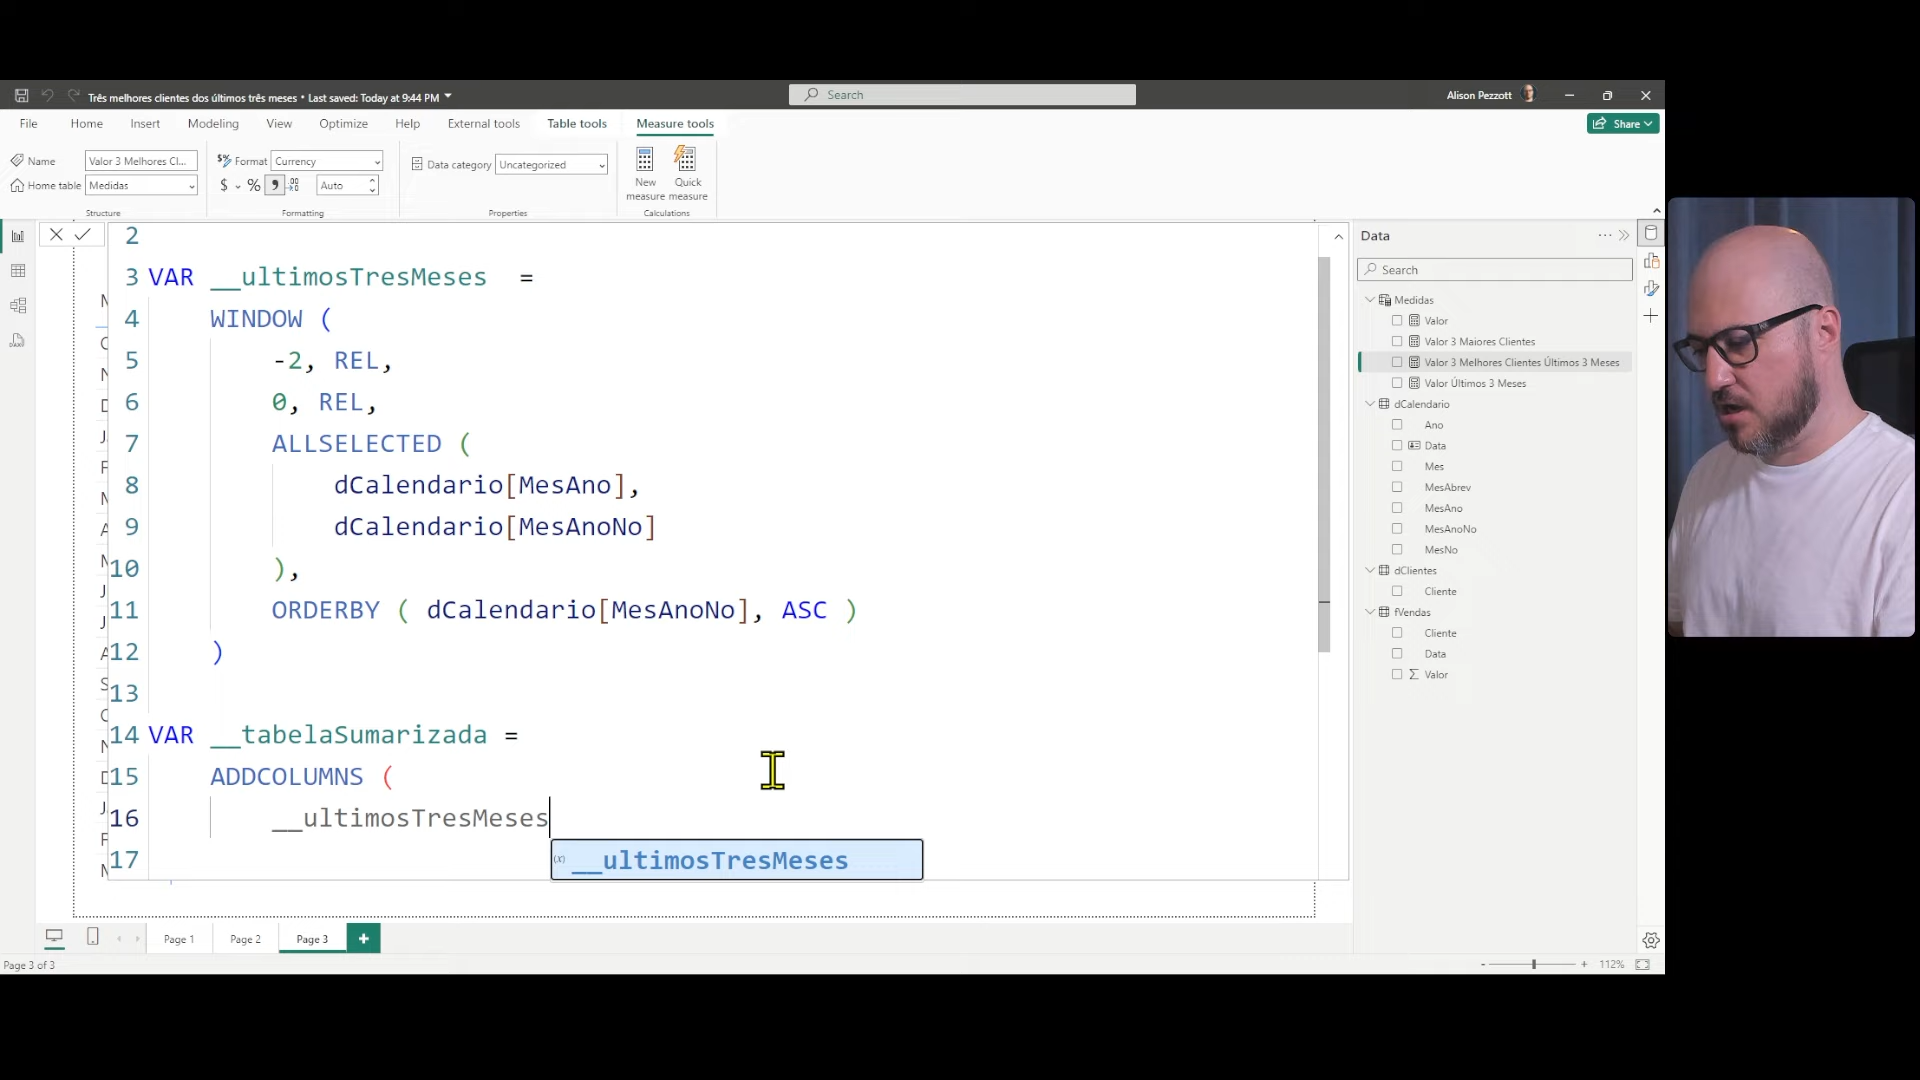 Três melhores clientes dos últimos três meses • Last saved: Today at 9:44 PM
Search
Alison Pezzott
File Home Insert Modeling View Optimize Help External tools Table tools Measure tools
Share
Name Valor 3 Melhores Cl...
Home table Medidas
Structure
Format Currency
$ % Auto
Formatting
Data category Uncategorized
Properties
New measure
Quick measure
Calculations
2
3 VAR __ultimosTresMeses =
4 WINDOW (
5 -2, REL,
6 0, REL,
7 ALLSELECTED (
8 dCalendario[MesAno],
9 dCalendario[MesAnoNo]
10 ),
11 ORDERBY ( dCalendario[MesAnoNo], ASC )
12 )
13
14 VAR __tabelaSumarizada =
15 ADDCOLUMNS (
16 __ultimosTresMeses
17
__ultimosTresMeses
Data
Search
Medidas
Valor
Valor 3 Maiores Clientes
Valor 3 Melhores Clientes Últimos 3 Meses
Valor Últimos 3 Meses
dCalendario
Ano
Data
Mes
MesAbrev
MesAno
MesAnoNo
MesNo
dClientes
Cliente
fVendas
Cliente
Data
Valor
Page 1 Page 2 Page 3
Page 3 of 3
112%